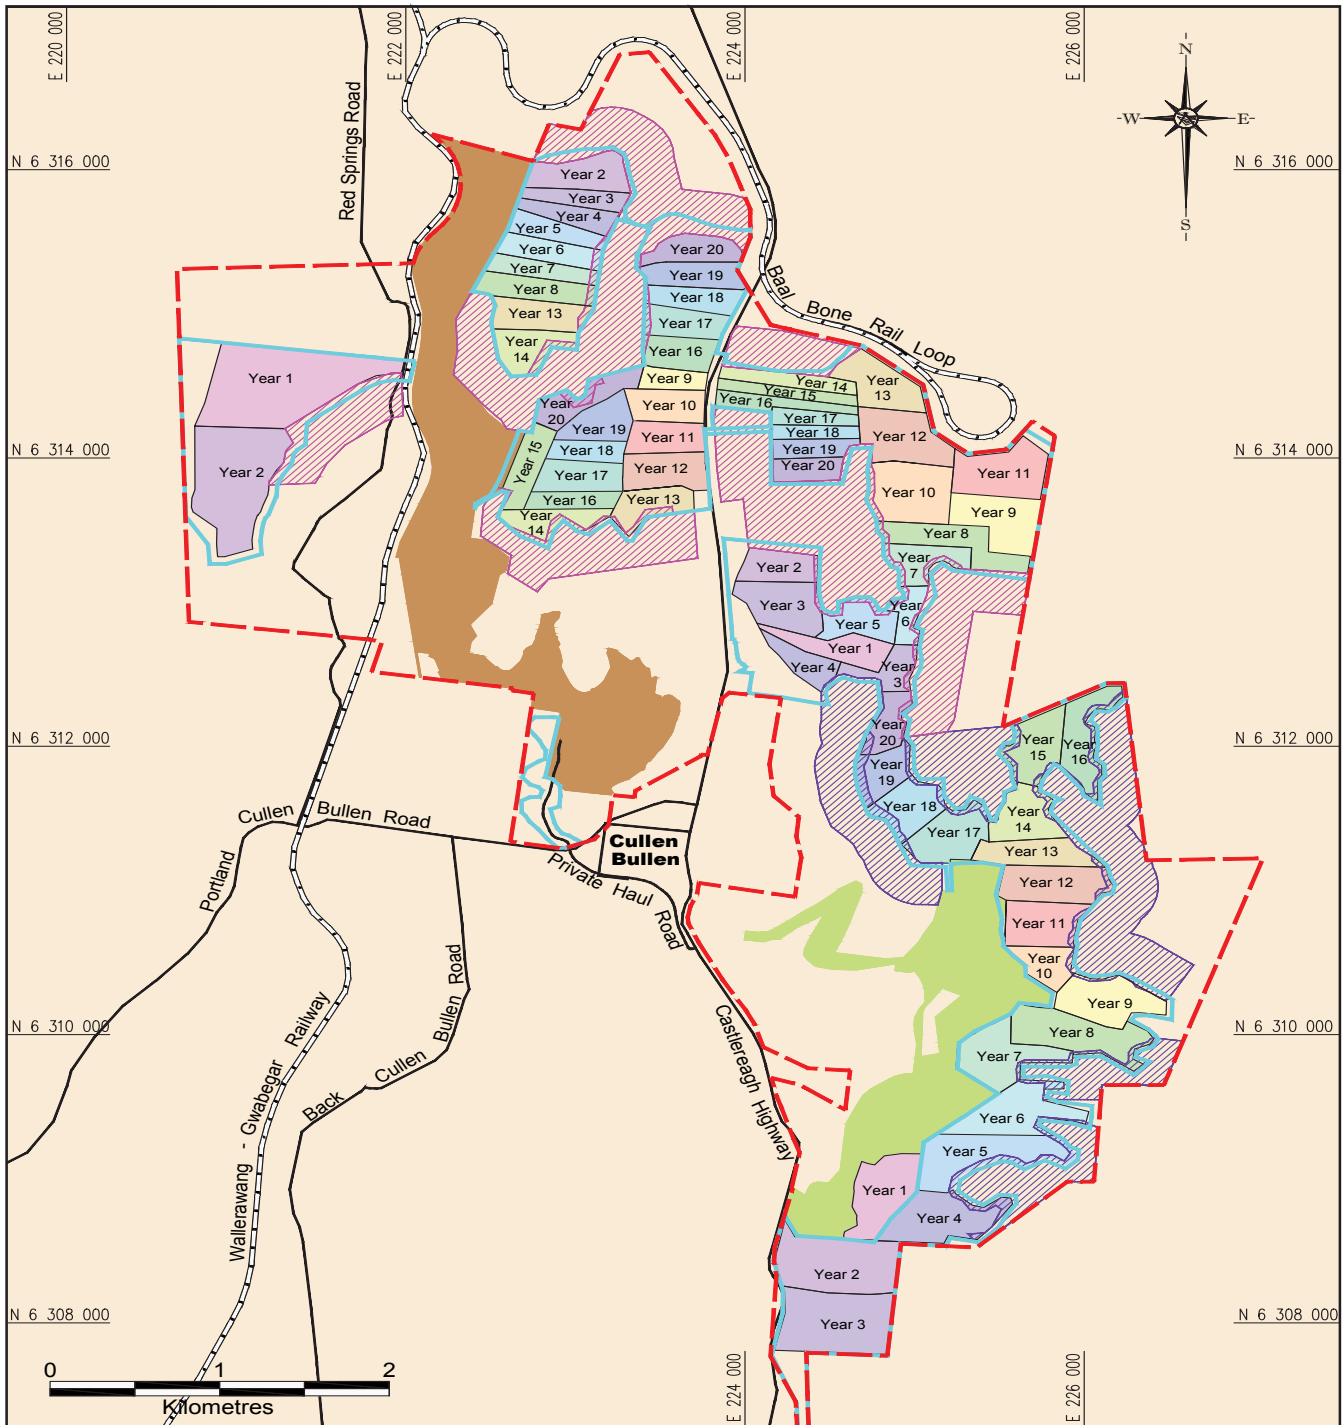 E 220 000
E 222 000
E 224 000
E 226 000
N
-W
E-
S
N 6 316 000
N 6 316 000
Red Springs Road
Year 2
Year 3
Year 4
Year 5
Year 6
Year 7
Year 8
Year 13
Year
14
Year 20
Year 19
Year 18
Year 17
Year 16
Baal Bone Rail Loop
Year 1
Year 2
Year 9
Year 10
Year 11
Year 12
Year 13
Year
20
Year 19
Year 18
Year 17
Year 16
Year 15
Year
14
Year 14
Year 15
Year 16
Year 17
Year 18
Year 19
Year 20
Year
13
Year 12
Year 11
Year 10
Year 9
Year 8
Year
7
Year
6
N 6 314 000
N 6 314 000
Year 2
Year 3
Year 5
Year 1
Year 4
Year
3
Year
20
Year
19
Year 18
Year 17
Year
15
Year
16
Year
14
Year 13
Year 12
Year 11
Year
10
Year 9
Year 8
Year 7
Year 6
Year 5
Year 1
Year 4
Year 2
Year 3
N 6 312 000
N 6 312 000
Cullen Bullen Road
Cullen
Bullen
Portland
Private Haul Road
Back Cullen Bullen Road
Castlereagh Highway
Wallerawang - Gwabegar Railway
N 6 310 000
N 6 310 000
N 6 308 000
N 6 308 000
0 1 2
Kilometres
E 224 000
E 226 000